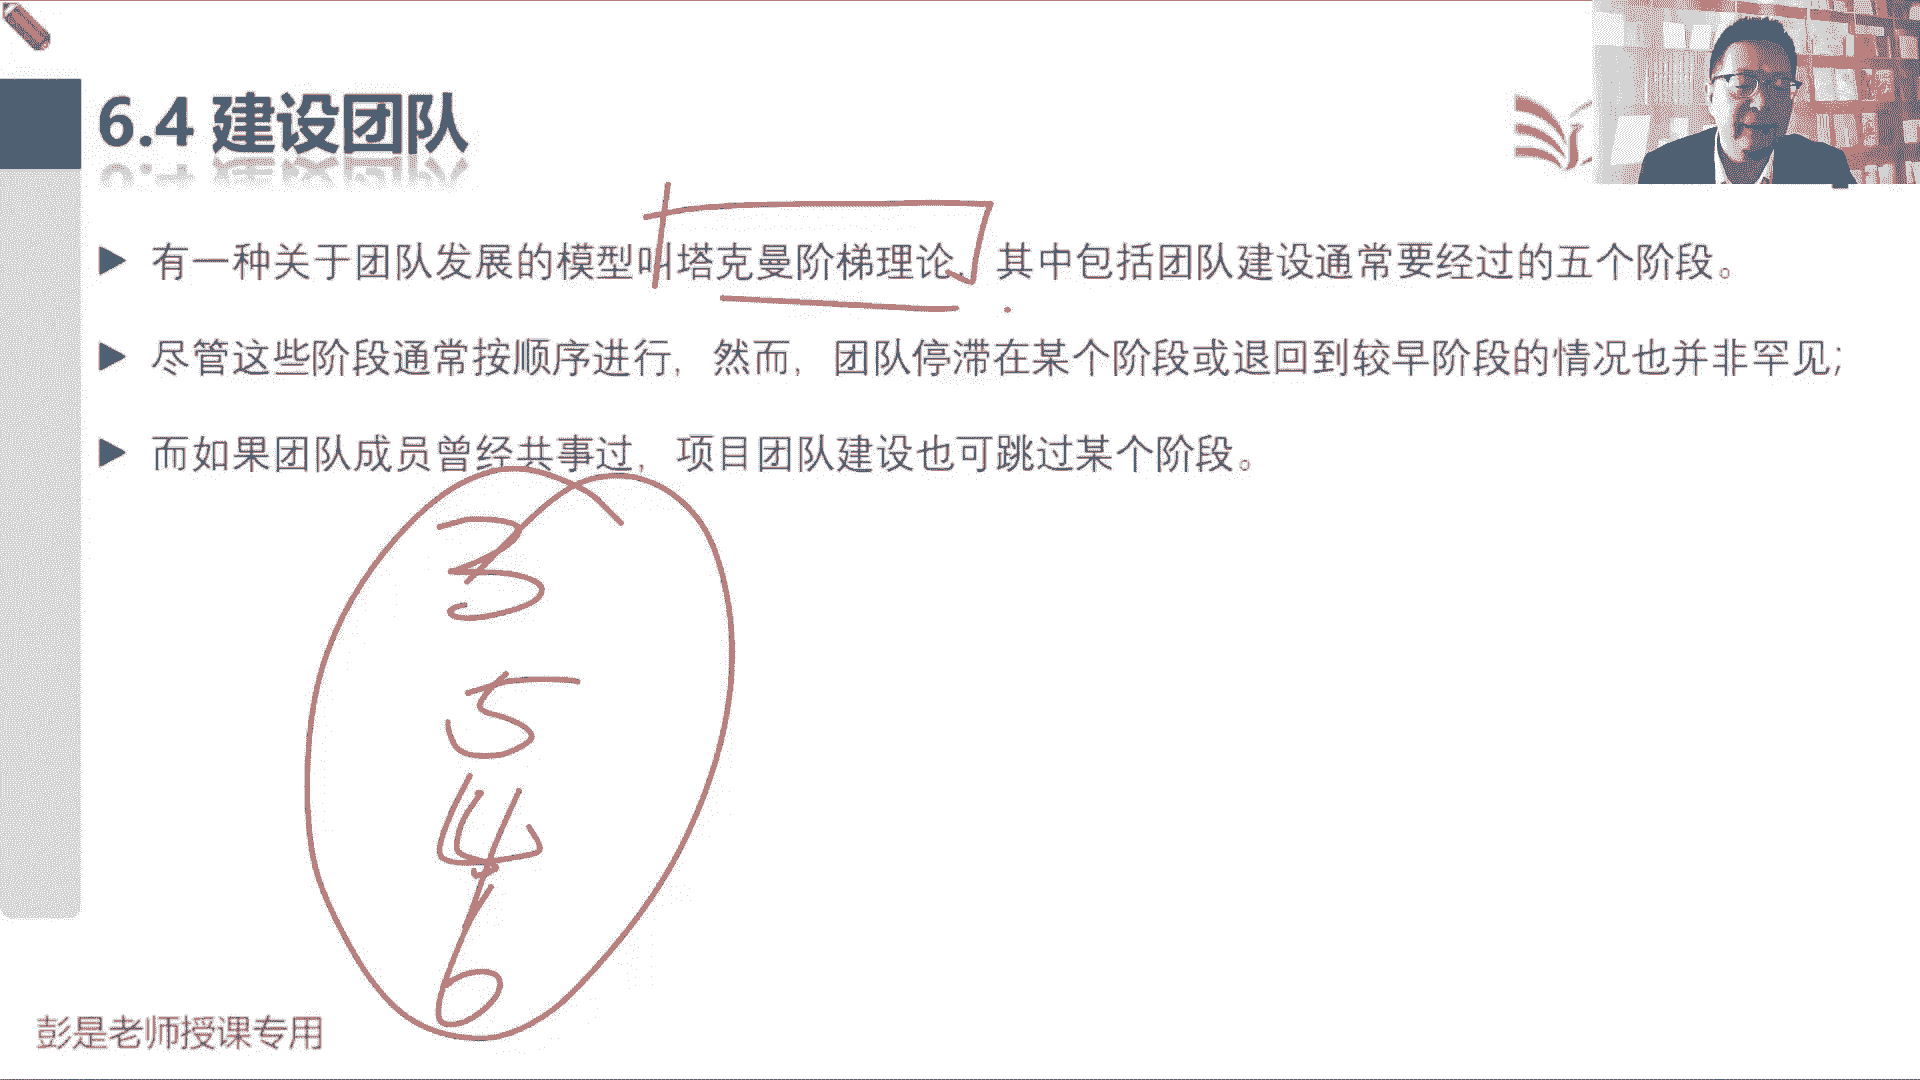 6.4 建设团队
有一种关于团队发展的模型叫塔克曼阶梯理论，其中包括团队建设通常要经过的五个阶段。
尽管这些阶段通常按顺序进行，然而，团队停滞在某个阶段或退回到较早阶段的情况也并非罕见；
而如果团队成员曾经共事过，项目团队建设也可跳过某个阶段。
3
5
4
6
彭是老师授课专用